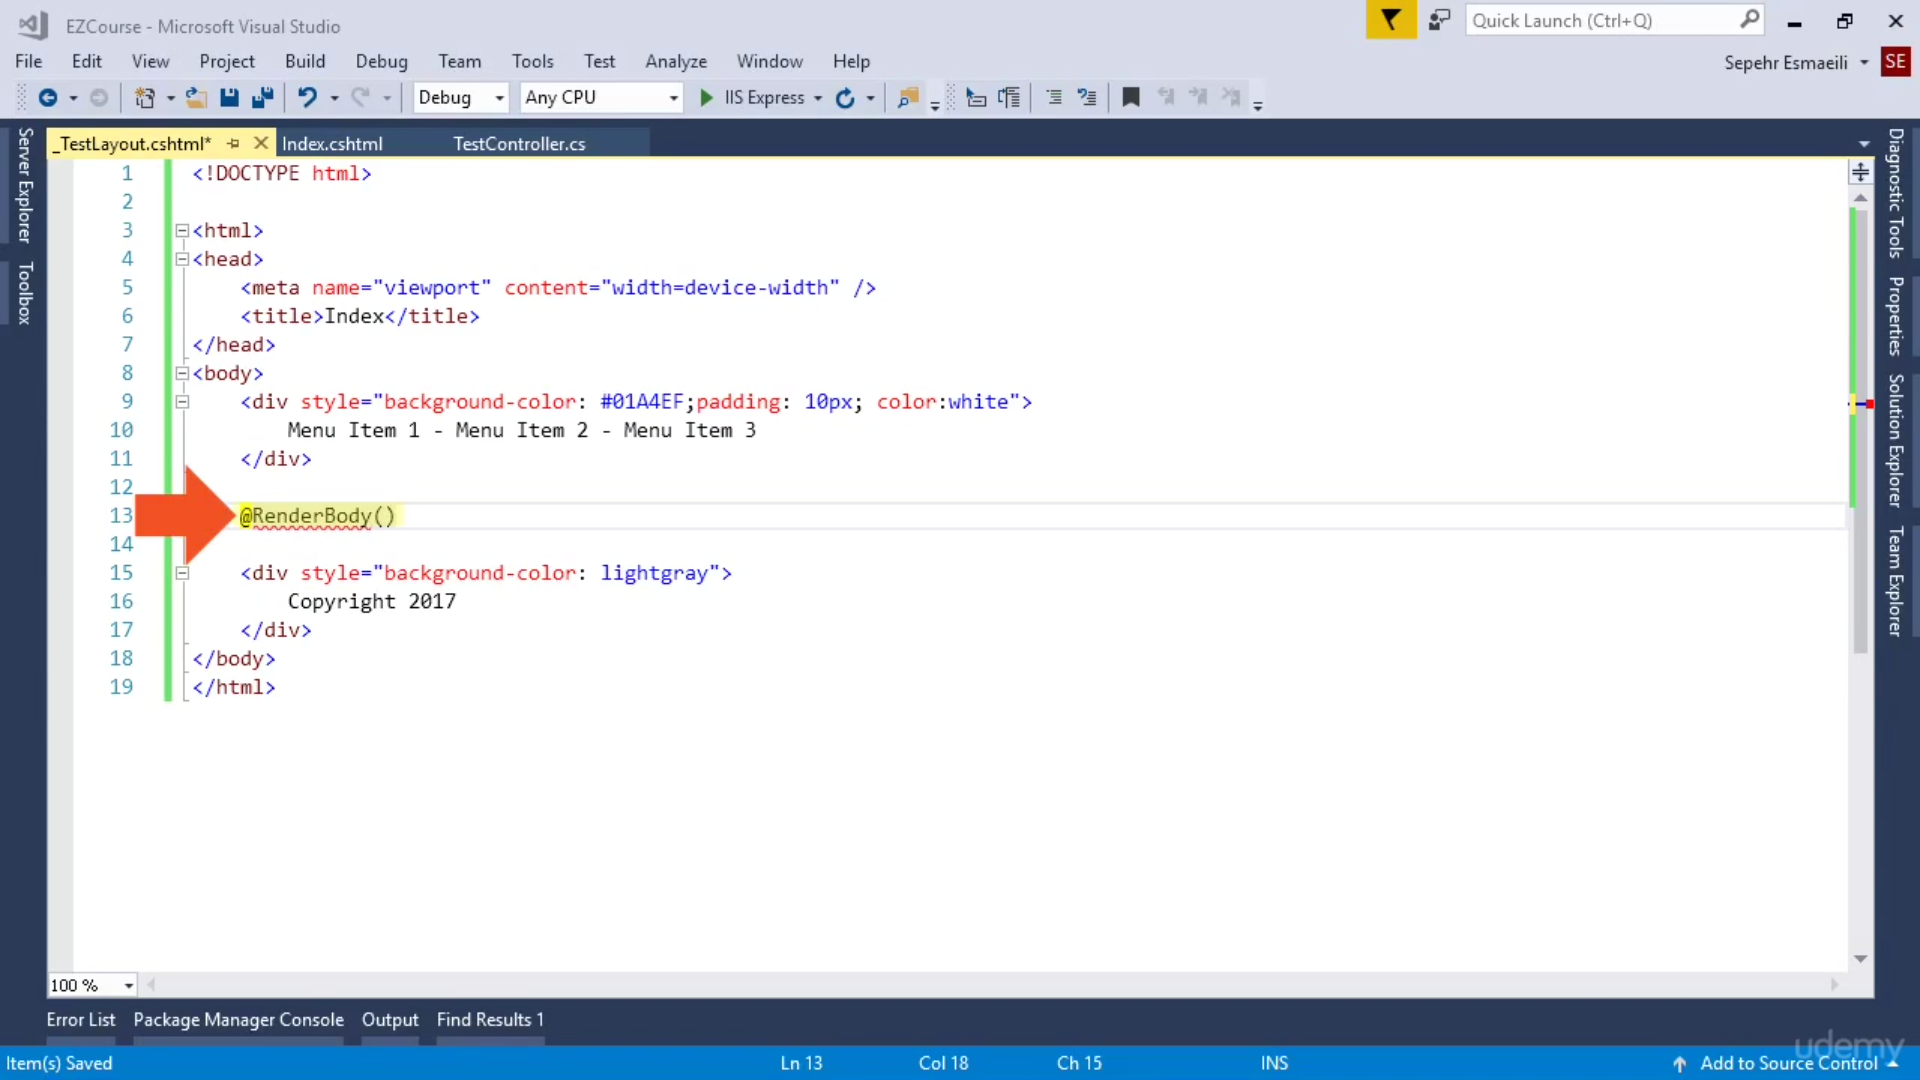 EZCourse - Microsoft Visual Studio
Quick Launch (Ctrl+Q)
File Edit View Project Build Debug Team Tools Test Analyze Window Help
Sepehr Esmaeili SE
Debug Any CPU IIS Express
Server Explorer
Toolbox
_TestLayout.cshtml* Index.cshtml TestController.cs
1 <!DOCTYPE html>
2
3 <html>
4 <head>
5 <meta name="viewport" content="width=device-width" />
6 <title>Index</title>
7 </head>
8 <body>
9 <div style="background-color: #01A4EF;padding: 10px; color:white">
10 Menu Item 1 - Menu Item 2 - Menu Item 3
11 </div>
12
13 @RenderBody()
14
15 <div style="background-color: lightgray">
16 Copyright 2017
17 </div>
18 </body>
19 </html>
Diagnostic Tools
Properties
Solution Explorer
Team Explorer
100 %
Error List Package Manager Console Output Find Results 1
Item(s) Saved Ln 13 Col 18 Ch 15 INS Add to Source Control
udemy